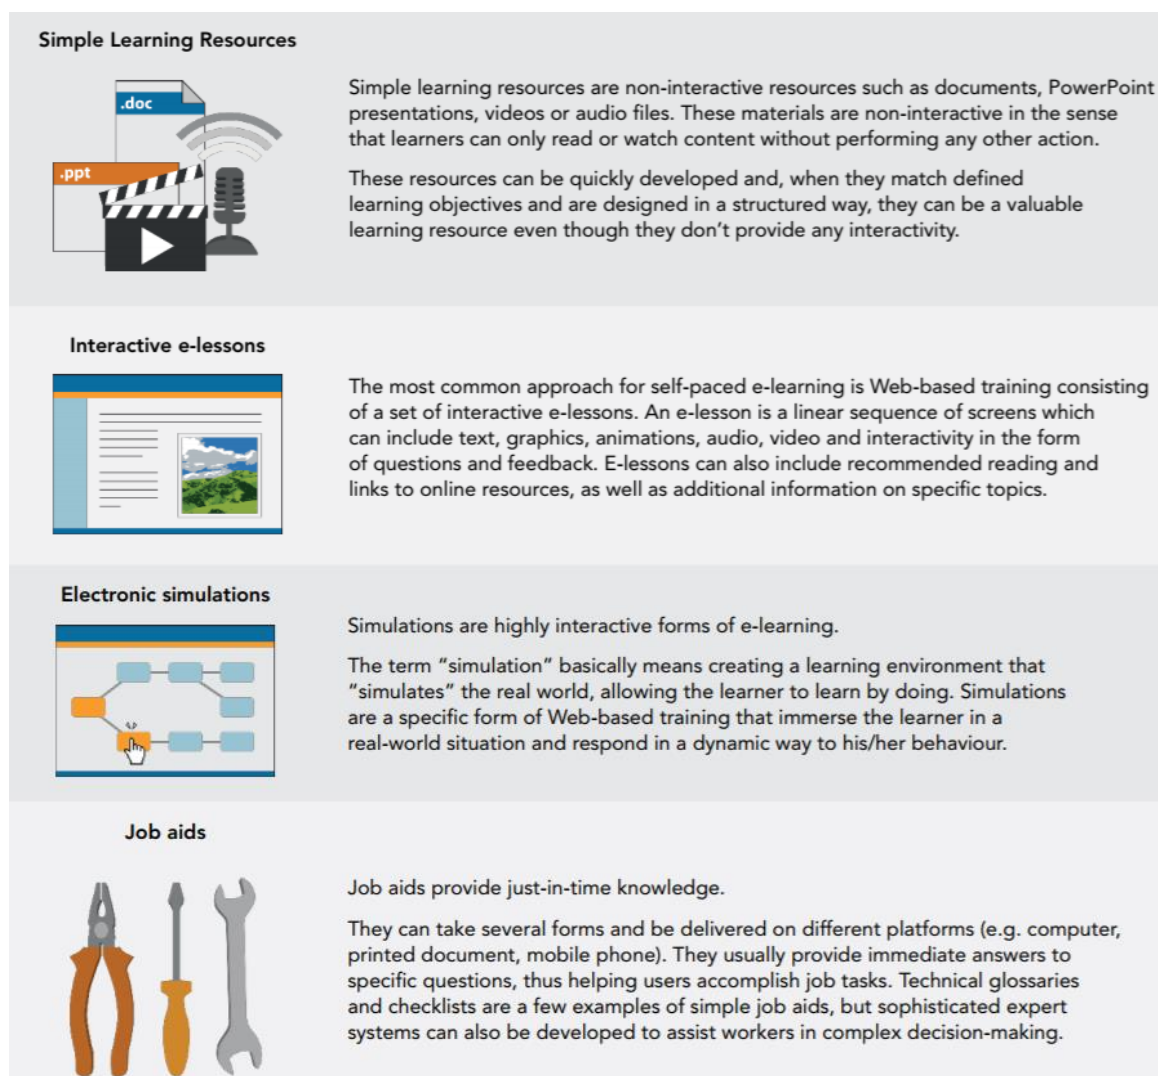 Simple Learning Resources
.doc
.ppt
Simple learning resources are non-interactive resources such as documents, PowerPoint
presentations, videos or audio files. These materials are non-interactive in the sense
that learners can only read or watch content without performing any other action.
These resources can be quickly developed and, when they match defined
learning objectives and are designed in a structured way, they can be a valuable
learning resource even though they don’t provide any interactivity.
Interactive e-lessons
The most common approach for self-paced e-learning is Web-based training consisting
of a set of interactive e-lessons. An e-lesson is a linear sequence of screens which
can include text, graphics, animations, audio, video and interactivity in the form
of questions and feedback. E-lessons can also include recommended reading and
links to online resources, as well as additional information on specific topics.
Electronic simulations
Simulations are highly interactive forms of e-learning.
The term “simulation” basically means creating a learning environment that
“simulates” the real world, allowing the learner to learn by doing. Simulations
are a specific form of Web-based training that immerse the learner in a
real-world situation and respond in a dynamic way to his/her behaviour.
Job aids
Job aids provide just-in-time knowledge.
They can take several forms and be delivered on different platforms (e.g. computer,
printed document, mobile phone). They usually provide immediate answers to
specific questions, thus helping users accomplish job tasks. Technical glossaries
and checklists are a few examples of simple job aids, but sophisticated expert
systems can also be developed to assist workers in complex decision-making.